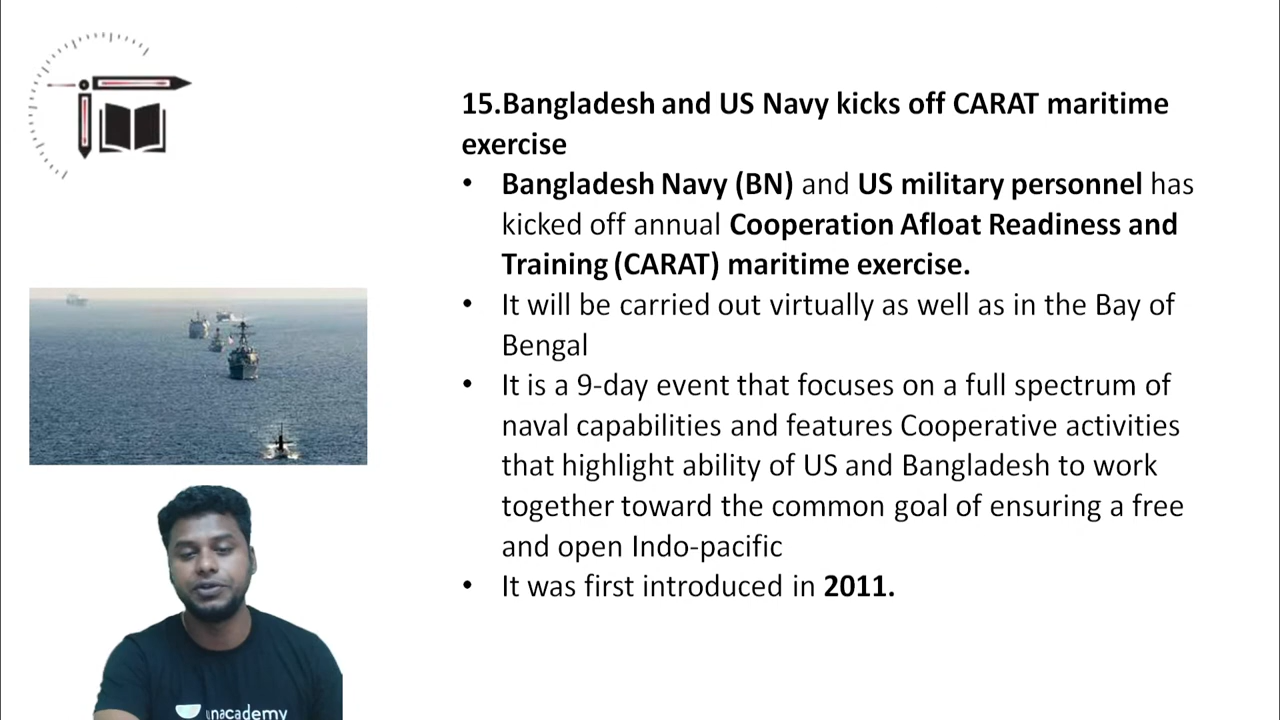 15.Bangladesh and US Navy kicks off CARAT maritime
exercise
• Bangladesh Navy (BN) and US military personnel has
kicked off annual Cooperation Afloat Readiness and
Training (CARAT) maritime exercise.
• It will be carried out virtually as well as in the Bay of
Bengal
• It is a 9-day event that focuses on a full spectrum of
naval capabilities and features Cooperative activities
that highlight ability of US and Bangladesh to work
together toward the common goal of ensuring a free
and open Indo-pacific
• It was first introduced in 2011.
unacademy